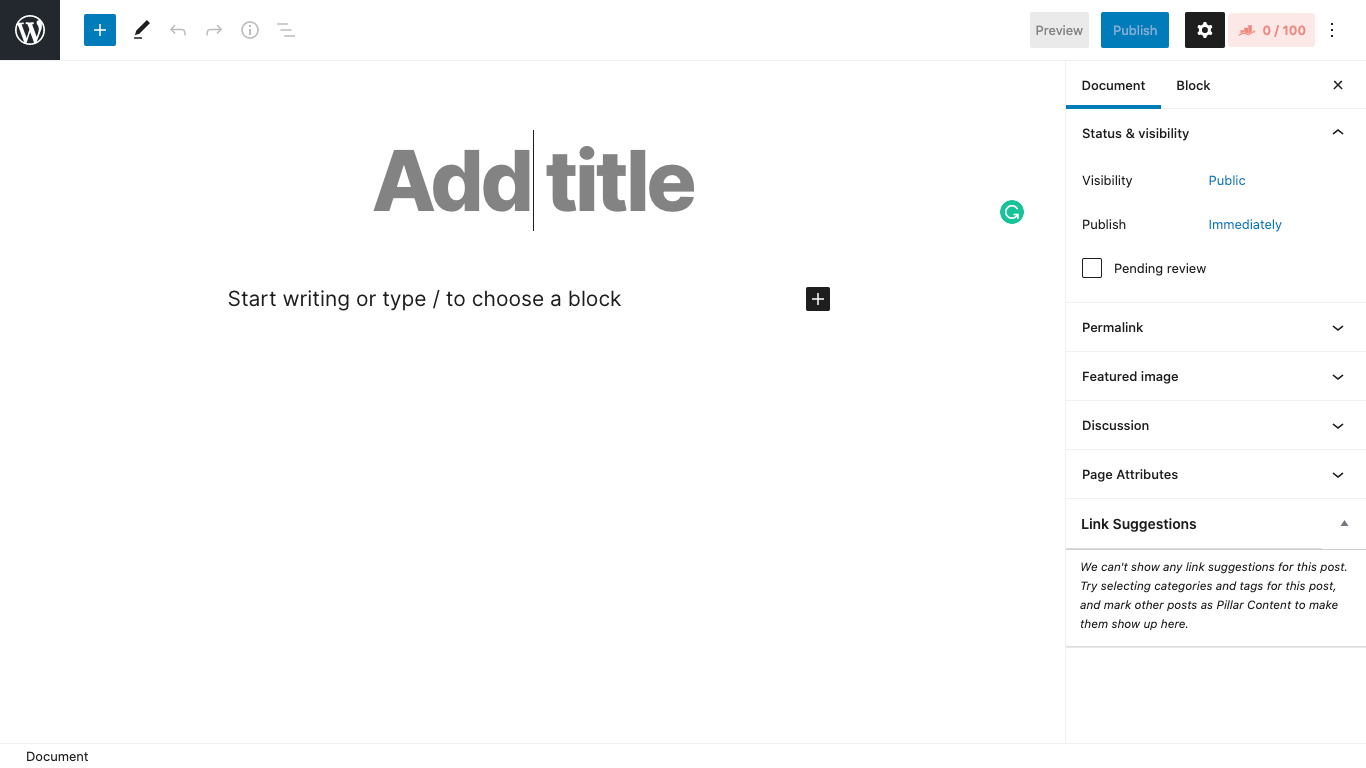 Preview
Publish
0 / 100
Document
Block
Add title
Start writing or type / to choose a block
Status & visibility
Visibility
Public
Publish
Immediately
Pending review
Permalink
Featured image
Discussion
Page Attributes
Link Suggestions
We can't show any link suggestions for this post.
Try selecting categories and tags for this post,
and mark other posts as Pillar Content to make
them show up here.
Document